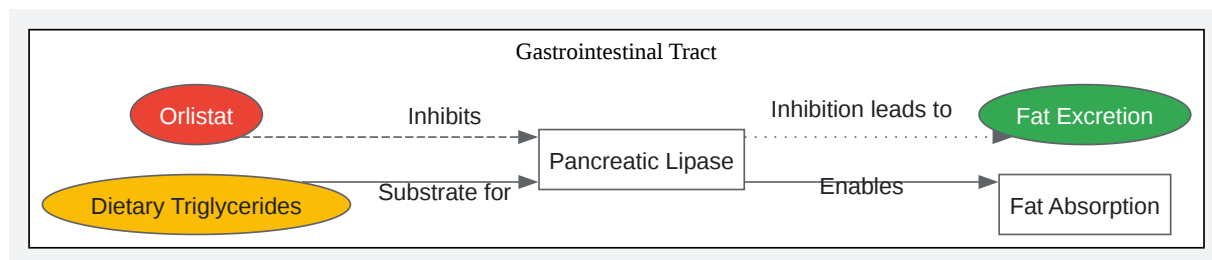 Gastrointestinal Tract
Orlistat
Inhibits
Inhibition leads to
Fat Excretion
Pancreatic Lipase
Dietary Triglycerides
Substrate for
Enables
Fat Absorption